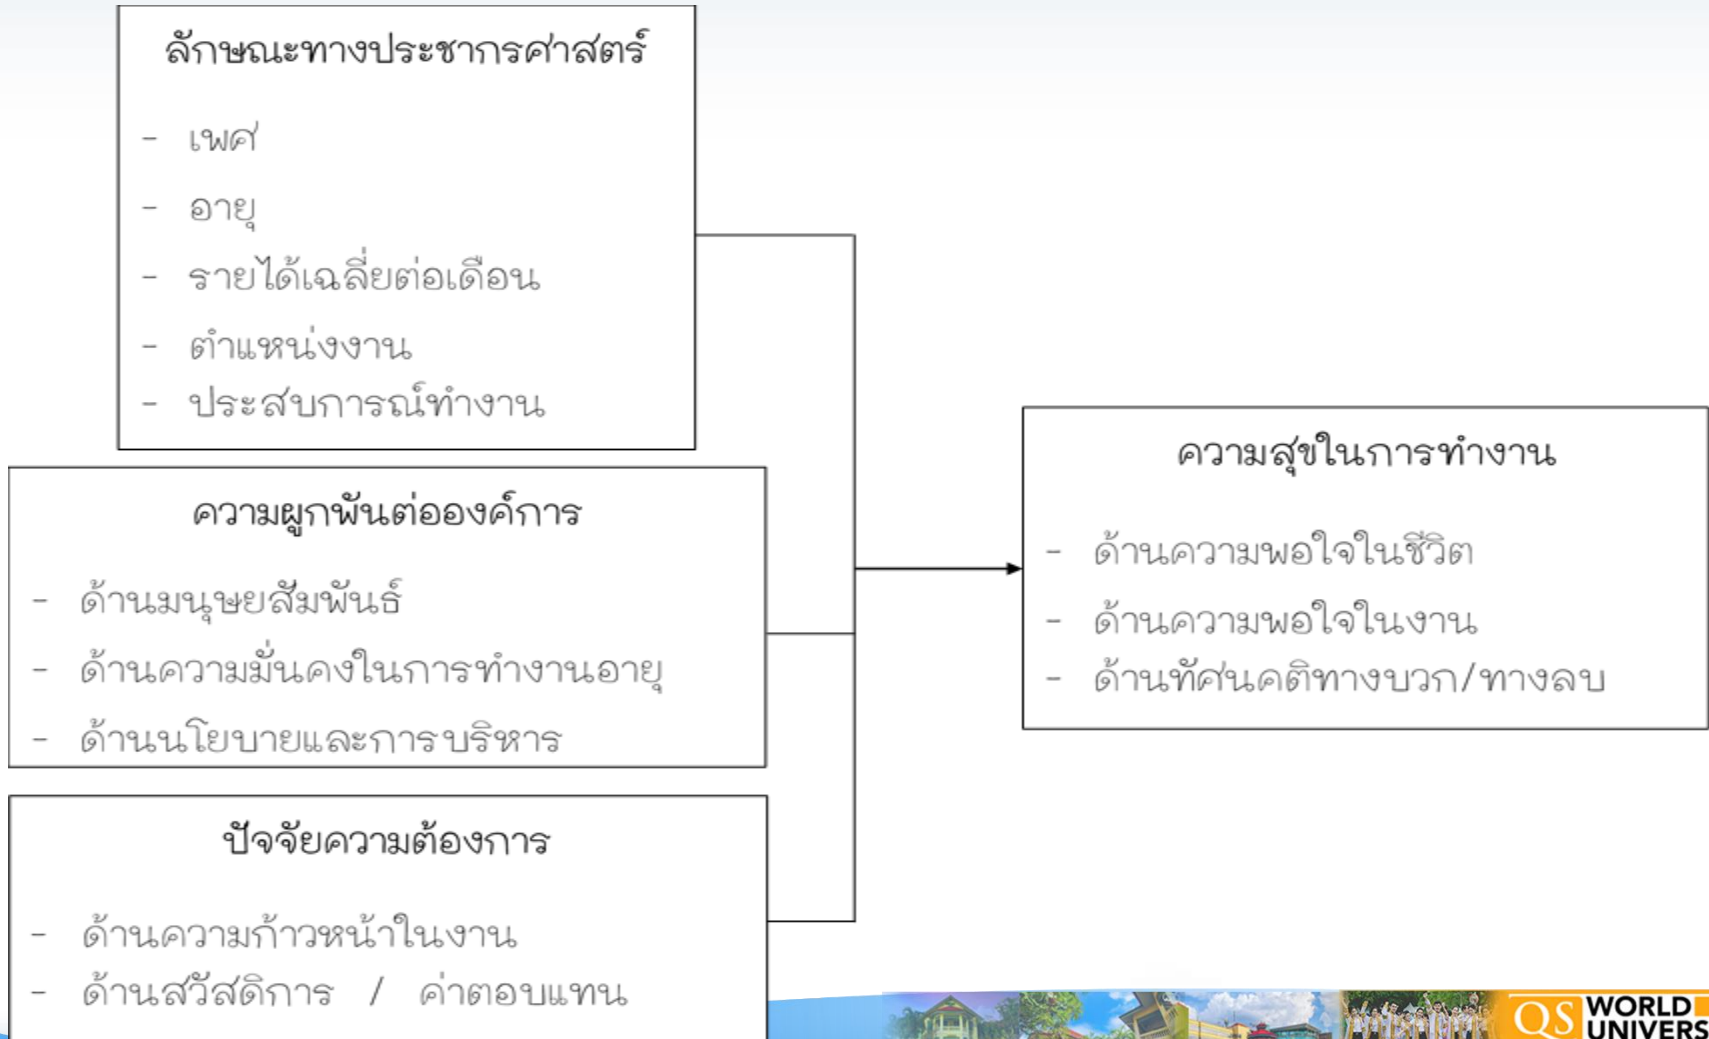 ลักษณะทางประชากรศาสตร์
- เพศ
- อายุ
- รายได้เฉลี่ยต่อเดือน
- ตำแหน่งงาน
- ประสบการณ์ทำงาน
ความผูกพันต่อองค์การ
- ด้านมนุษยสัมพันธ์
- ด้านความมั่นคงในการทำงานอายุ
- ด้านนโยบายและการบริหาร
ปัจจัยความต้องการ
- ด้านความก้าวหน้าในงาน
- ด้านสวัสดิการ / ค่าตอบแทน
ความสุขในการทำงาน
- ด้านความพอใจในชีวิต
- ด้านความพอใจในงาน
- ด้านทัศนคติทางบวก/ทางลบ
QS WORLD
UNIVERS